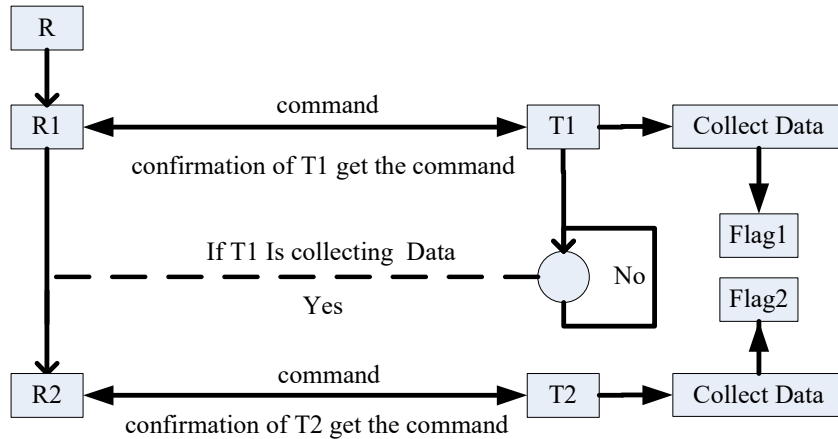 R
command
R1
T1
Collect Data
confirmation of T1 get the command
Flag1
If T1 Is collecting Data
No
Yes
Flag2
command
R2
T2
Collect Data
confirmation of T2 get the command